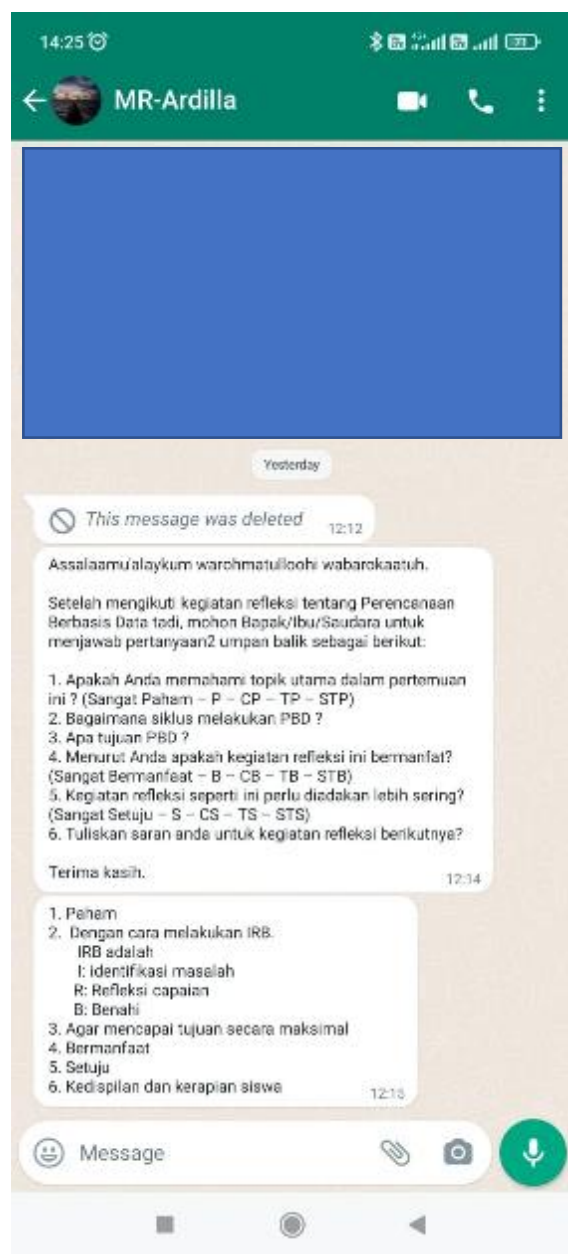 14:25
MR-Ardilla
Yesterday
This message was deleted 12:12
Assalaamu'alaykum warohmatulloohi wabarokaatuh.
Setelah mengikuti kegiatan refleksi tentang Perencanaan
Berbasis Data tadi, mohon Bapak/Ibu/Saudara untuk
menjawab pertanyaan2 umpan balik sebagai berikut:
1. Apakah Anda memahami topik utama dalam pertemuan
ini ? (Sangat Paham – P – CP – TP – STP)
2. Bagaimana siklus melakukan PBD ?
3. Apa tujuan PBD ?
4. Menurut Anda apakah kegiatan refleksi ini bermanfat?
(Sangat Bermanfaat – B – CB – TB – STB)
5. Kegiatan refleksi seperti ini perlu diadakan lebih sering?
(Sangat Setuju – S – CS – TS – STS)
6. Tuliskan saran anda untuk kegiatan refleksi berikutnya?
Terima kasih.
12:14
1. Paham
2. Dengan cara melakukan IRB.
IRB adalah
I: identifikasi masalah
R: Refleksi capaian
B: Benahi
3. Agar mencapai tujuan secara maksimal
4. Bermanfaat
5. Setuju
6. Kedispilan dan kerapian siswa 12:15
Message